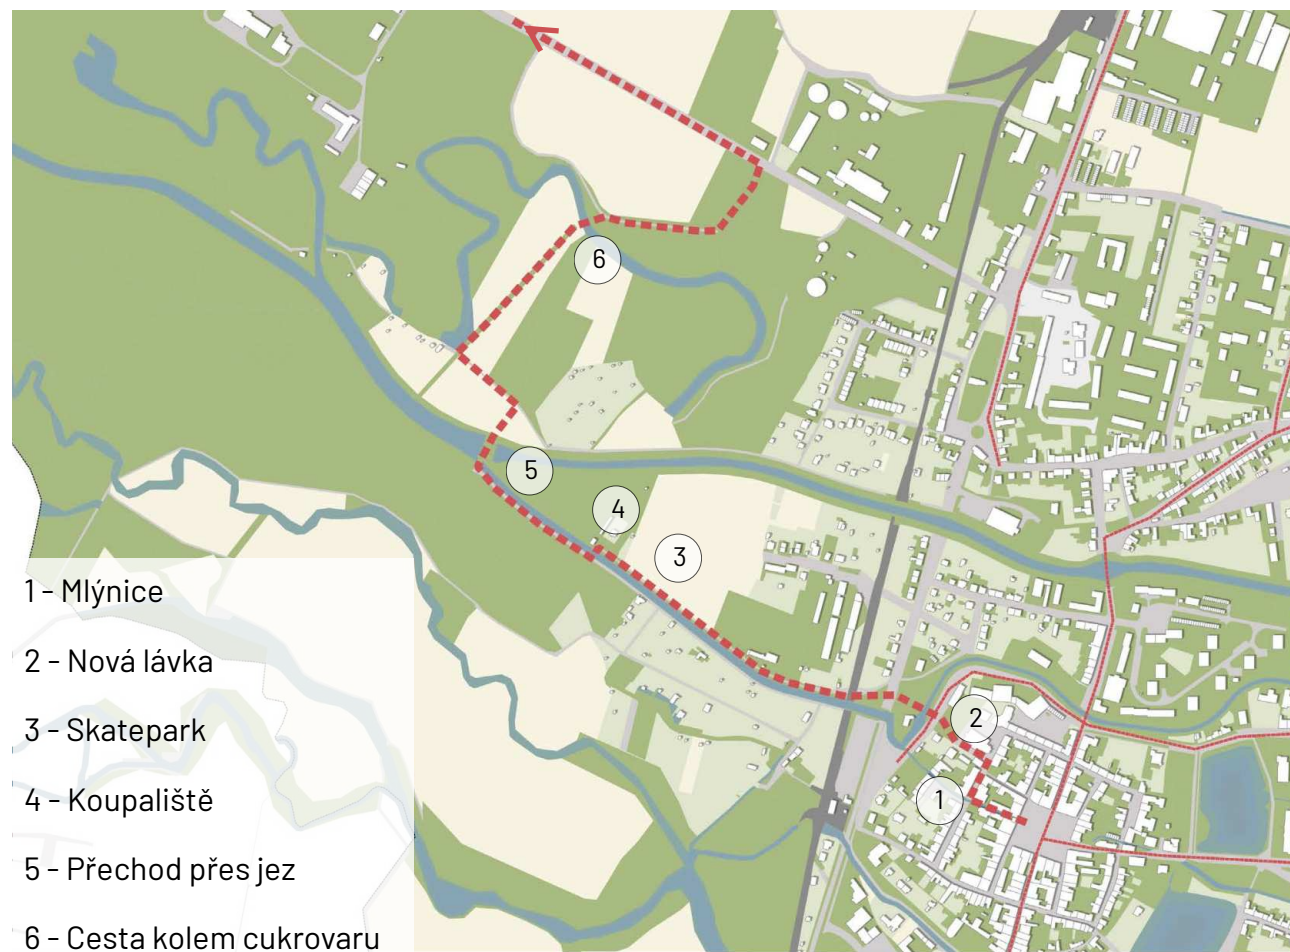 6
5
4
3
2
1
1 - Mlýnice
2 - Nová lávka
3 - Skatepark
4 - Koupaliště
5 - Přechod přes jez
6 - Cesta kolem cukrovaru